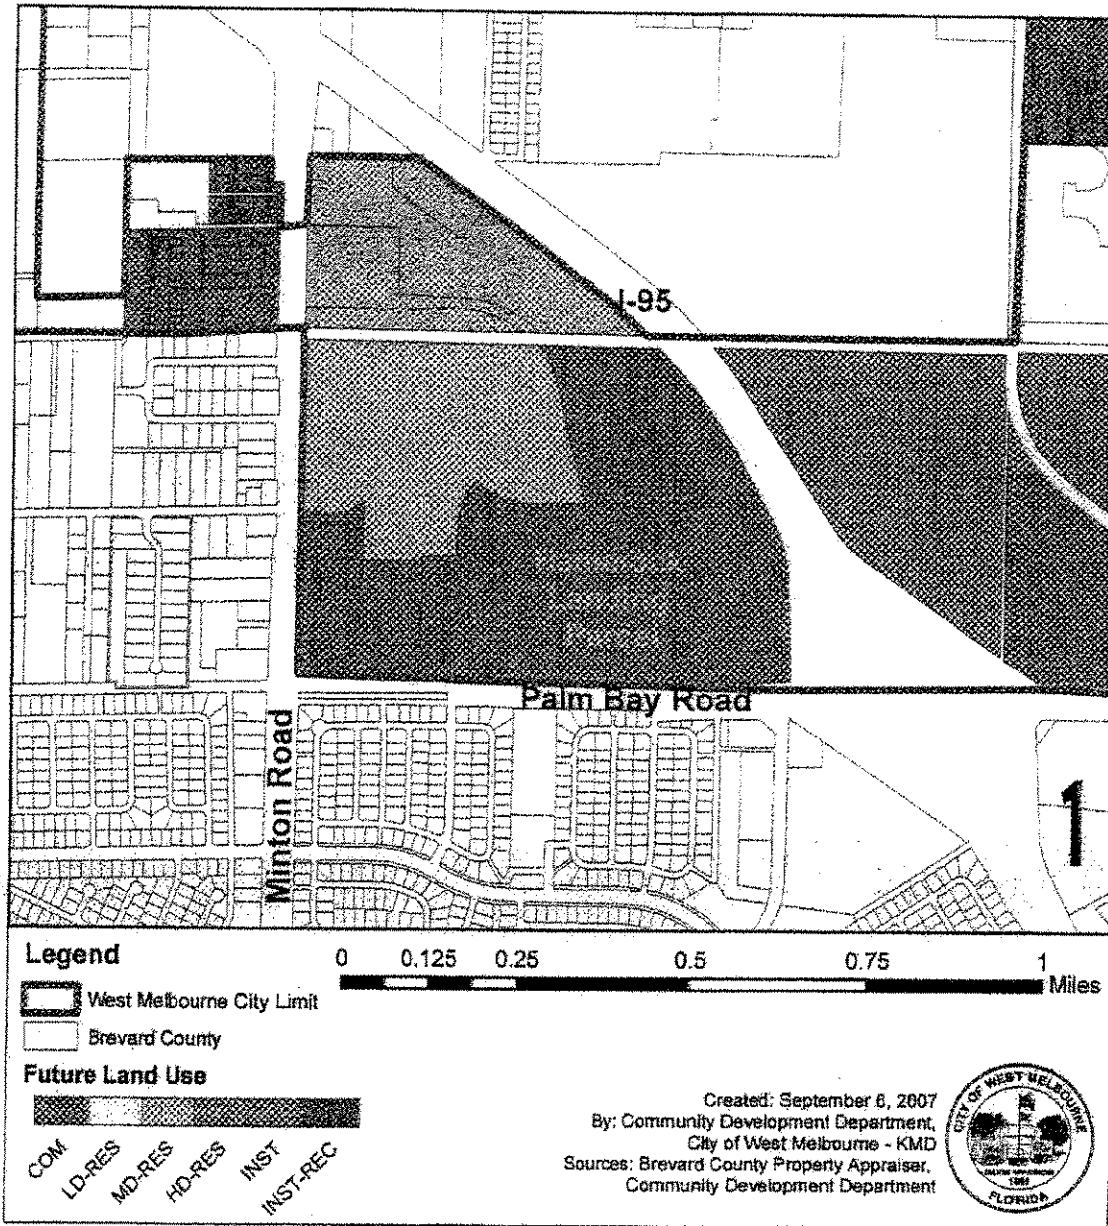 I-95
Palm Bay Road
Minton Road
1
Legend
West Melbourne City Limit
Brevard County
Future Land Use
COM
LD-RES
MD-RES
HD-RES
INST
INST-REC
0 0.125 0.25 0.5 0.75 1
Miles
Created: September 6, 2007
By: Community Development Department,
City of West Melbourne - KMD
Sources: Brevard County Property Appraiser,
Community Development Department
CITY OF WEST MELBOURNE
FLORIDA